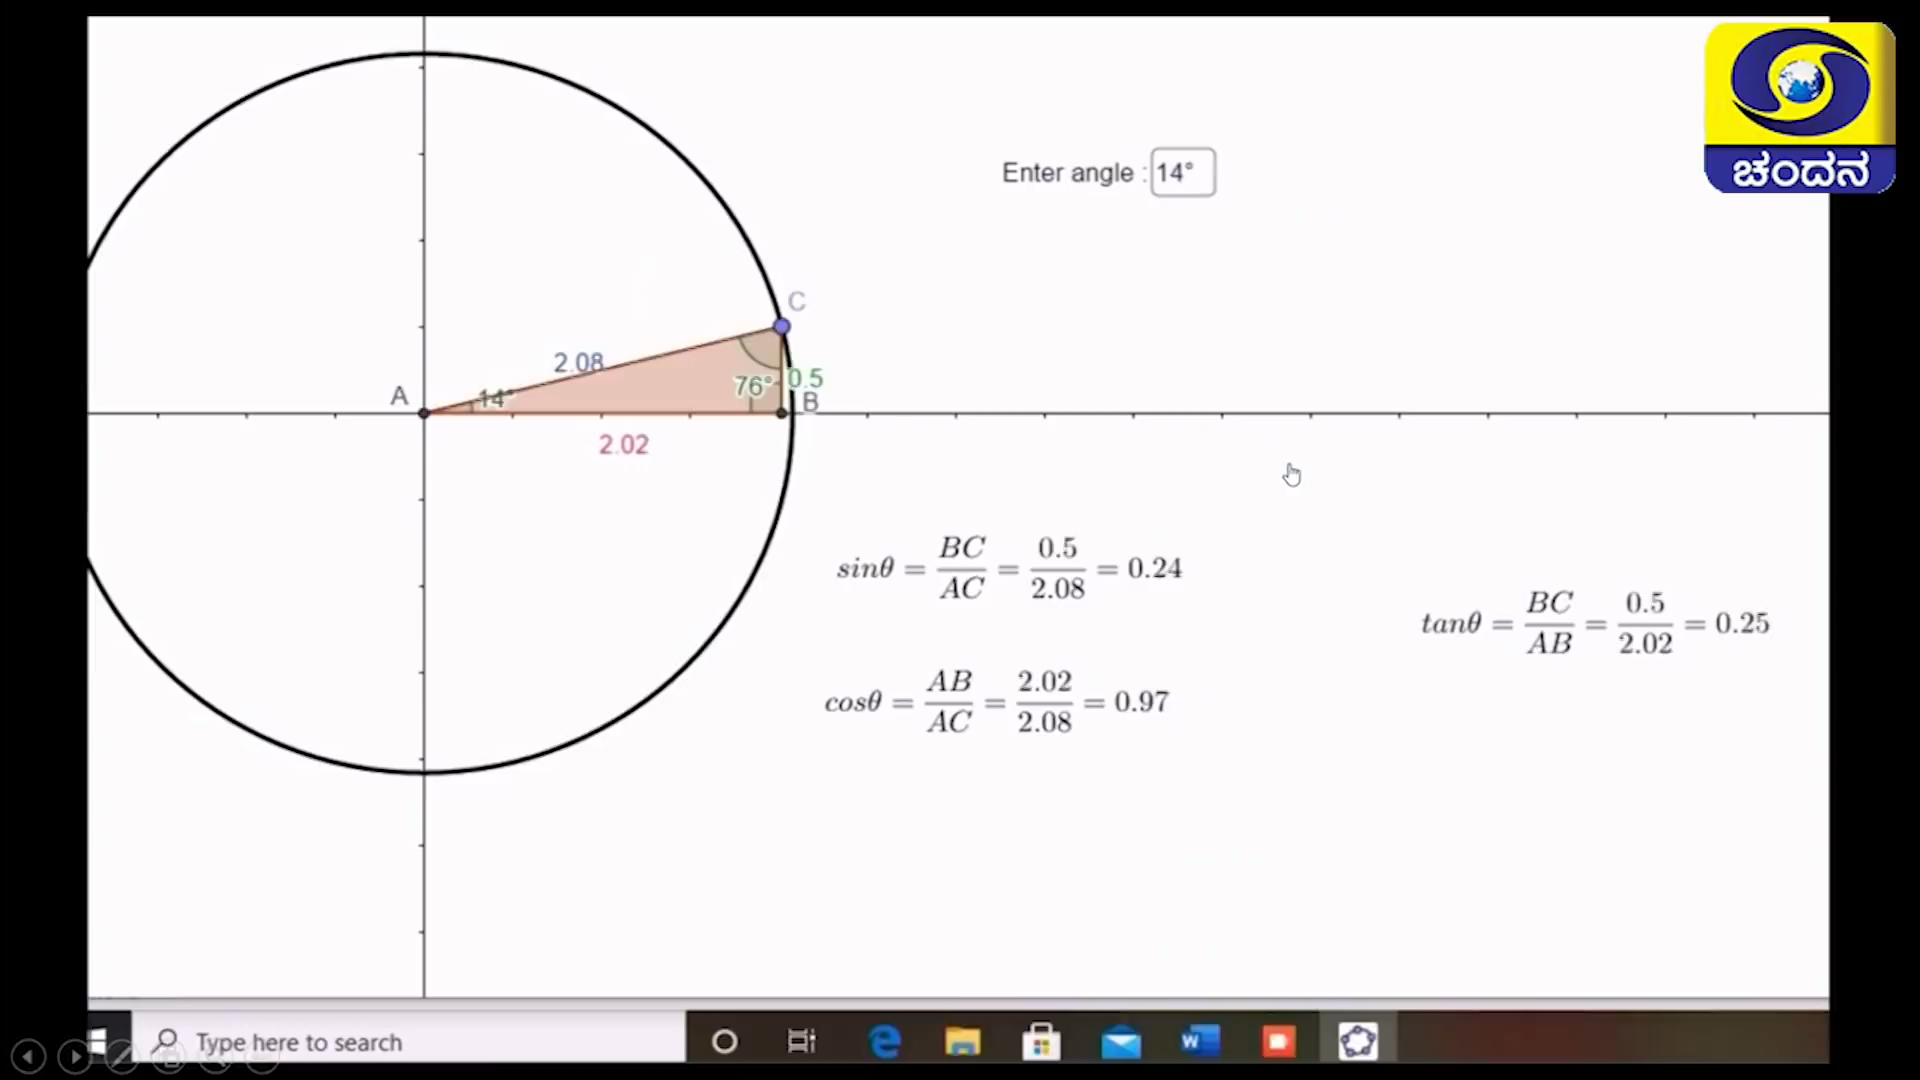 ಚಂದನ
Enter angle : 14°
C
2.08
A
14°
76°
0.5
B
2.02
sinθ = BC/AC = 0.5/2.08 = 0.24
tanθ = BC/AB = 0.5/2.02 = 0.25
cosθ = AB/AC = 2.02/2.08 = 0.97
Type here to search